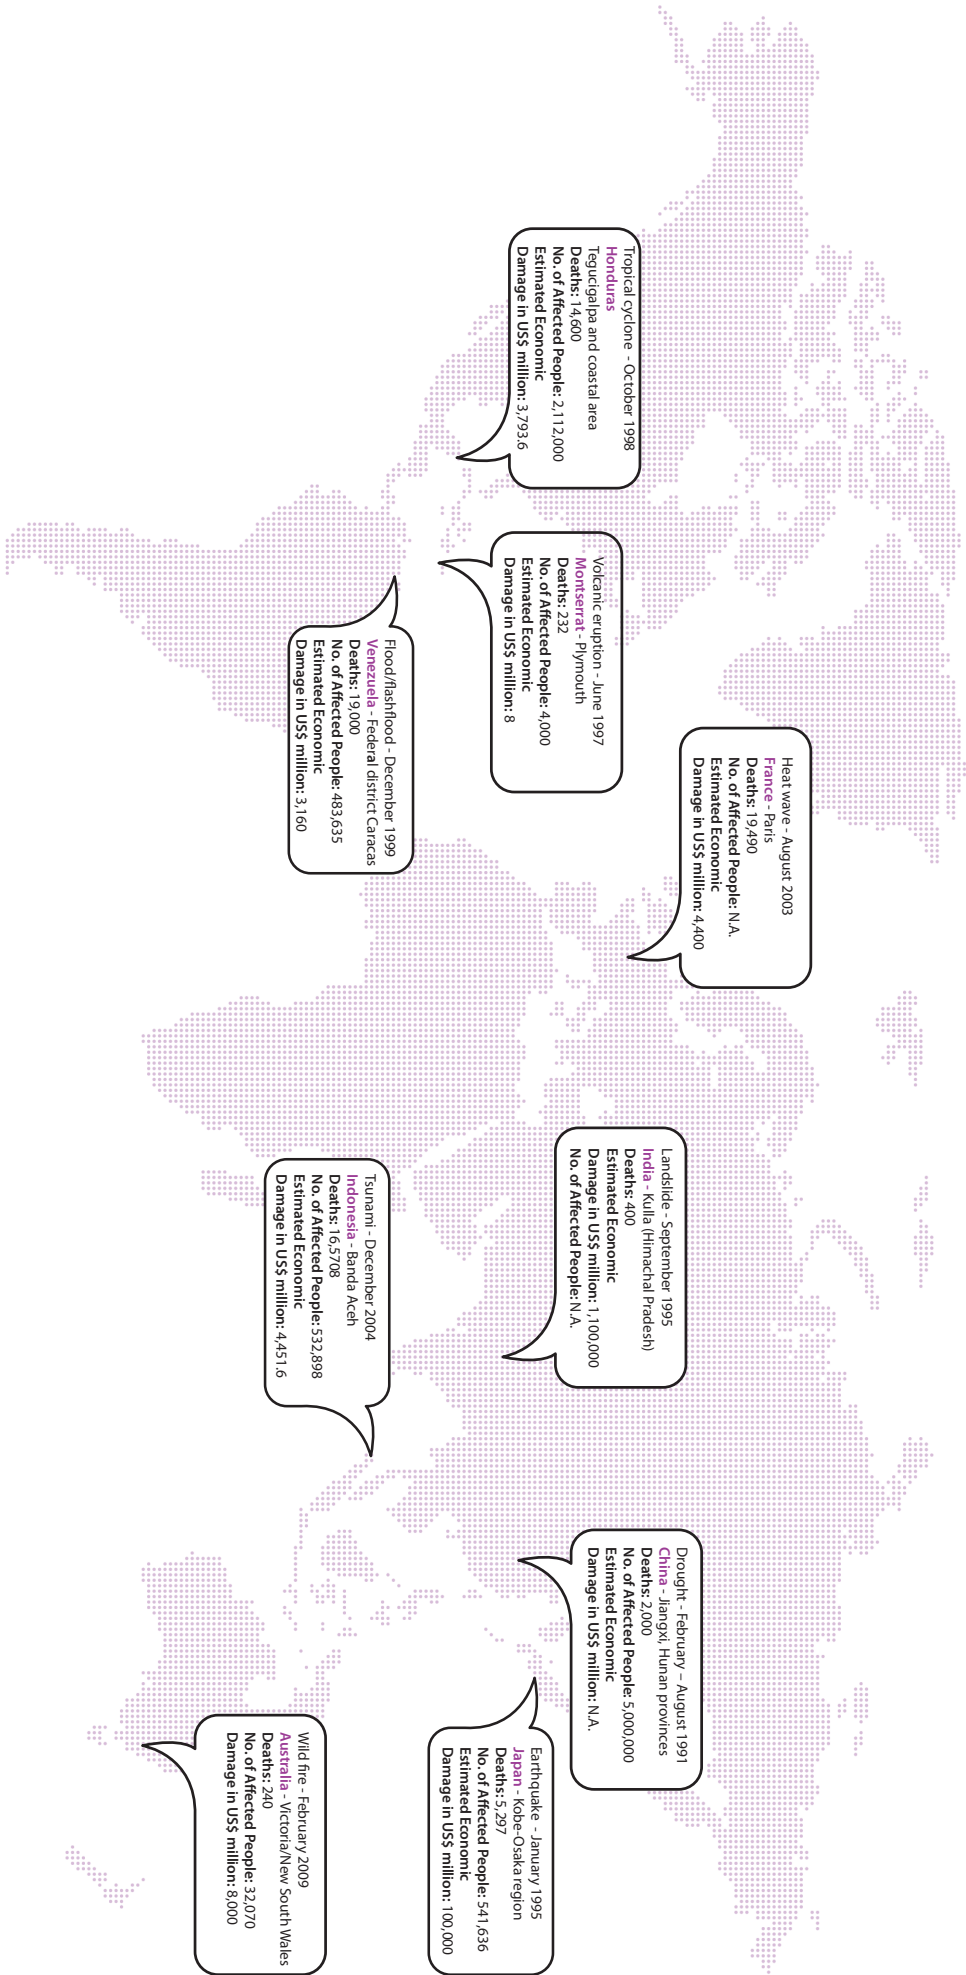 Tropical cyclone - October 1998
Honduras
Tegucigalpa and coastal area
Deaths: 14,600
No. of Affected People: 2,112,000
Estimated Economic
Damage in US$ million: 3,793.6
Volcanic eruption - June 1997
Montserrat - Plymouth
Deaths: 232
No. of Affected People: 4,000
Estimated Economic
Damage in US$ million: 8
Flood/flashflood - December 1999
Venezuela - Federal district Caracas
Deaths: 19,000
No. of Affected People: 483,635
Estimated Economic
Damage in US$ million: 3,160
Heat wave - August 2003
France - Paris
Deaths: 19,490
No. of Affected People: N.A.
Estimated Economic
Damage in US$ million: 4,400
Landslide - September 1995
India - Kulla (Himachal Pradesh)
Deaths: 400
Estimated Economic
Damage in US$ million: 1,100,000
No. of Affected People: N.A.
Tsunami - December 2004
Indonesia - Banda Aceh
Deaths: 16,5708
No. of Affected People: 532,898
Estimated Economic
Damage in US$ million: 4,451.6
Drought - February – August 1991
China - Jiangxi, Hunan provinces
Deaths: 2,000
No. of Affected People: 5,000,000
Estimated Economic
Damage in US$ million: N.A.
Earthquake - January 1995
Japan - Kobe-Osaka region
Deaths: 5,297
No. of Affected People: 541,636
Estimated Economic
Damage in US$ million: 100,000
Wild fire - February 2009
Australia - Victoria/New South Wales
Deaths: 240
No. of Affected People: 32,070
Damage in US$ million: 8,000